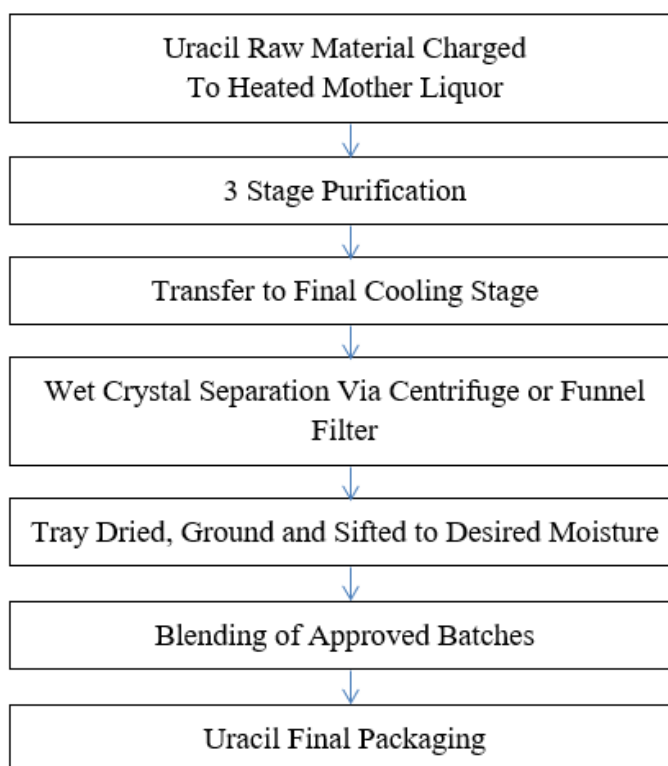 Uracil Raw Material Charged
To Heated Mother Liquor
3 Stage Purification
Transfer to Final Cooling Stage
Wet Crystal Separation Via Centrifuge or Funnel
Filter
Tray Dried, Ground and Sifted to Desired Moisture
Blending of Approved Batches
Uracil Final Packaging